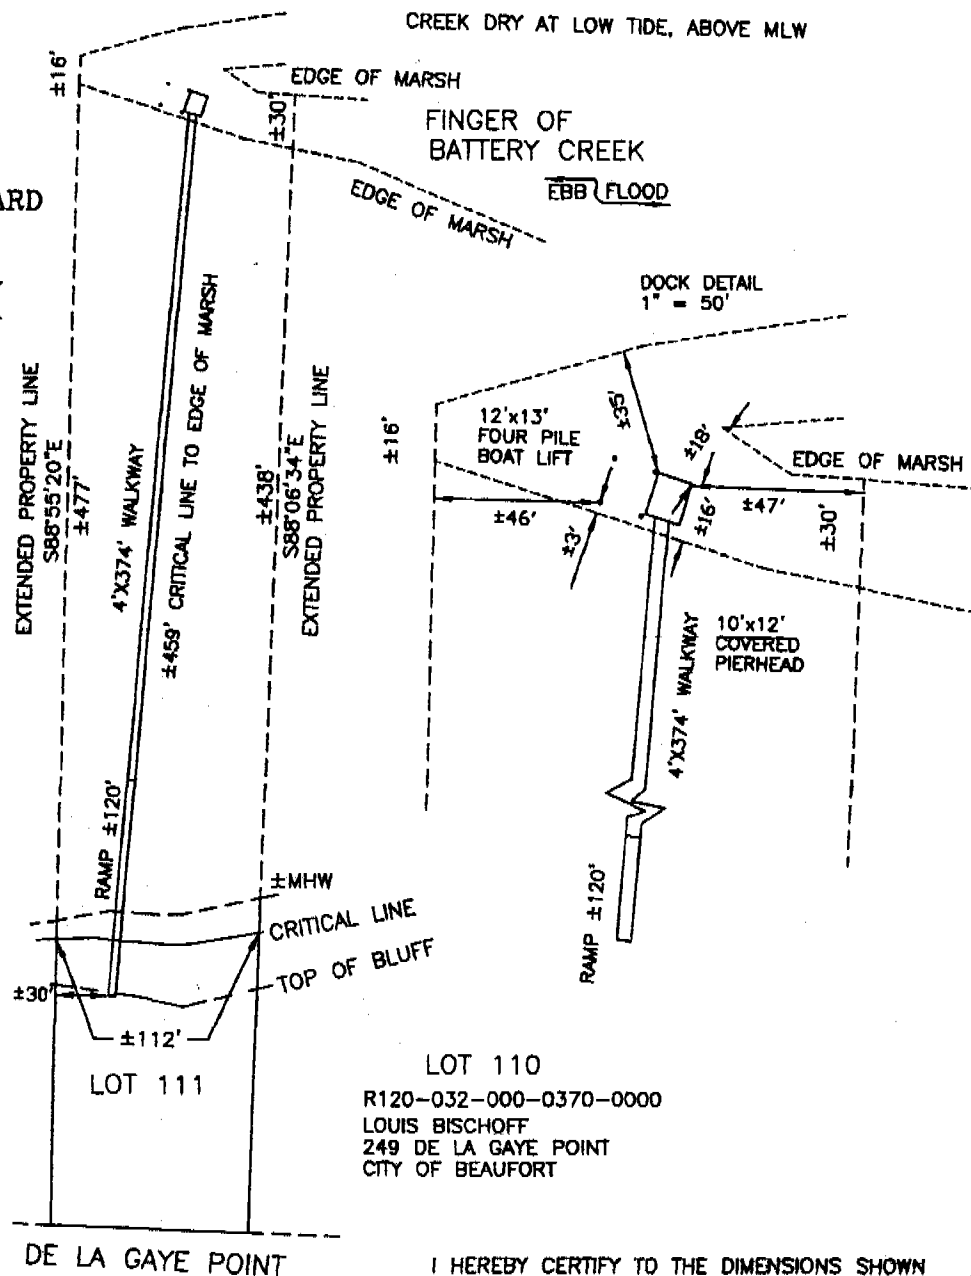 CREEK DRY AT LOW TIDE, ABOVE MLW
±16'
EDGE OF MARSH
±30'
FINGER OF
BATTERY CREEK
EBB FLOOD
EDGE OF MARSH
ARD
EXTENDED PROPERTY LINE
S88°55'20"E
±477'
4'X374' WALKWAY
±459' CRITICAL LINE TO EDGE OF MARSH
±438'
S88°06'34"E
EXTENDED PROPERTY LINE
RAMP ±120'
±MHW
CRITICAL LINE
TOP OF BLUFF
±30'
±112'
LOT 111
DOCK DETAIL
1" = 50'
±16'
12'x13'
FOUR PILE
BOAT LIFT
±35'
±18'
EDGE OF MARSH
±46'
±3'
±16'
±47'
±30'
10'x12'
COVERED
PIERHEAD
4'X374' WALKWAY
RAMP ±120'
LOT 110
R120-032-000-0370-0000
LOUIS BISCHOFF
249 DE LA GAYE POINT
CITY OF BEAUFORT
DE LA GAYE POINT
I HEREBY CERTIFY TO THE DIMENSIONS SHOWN